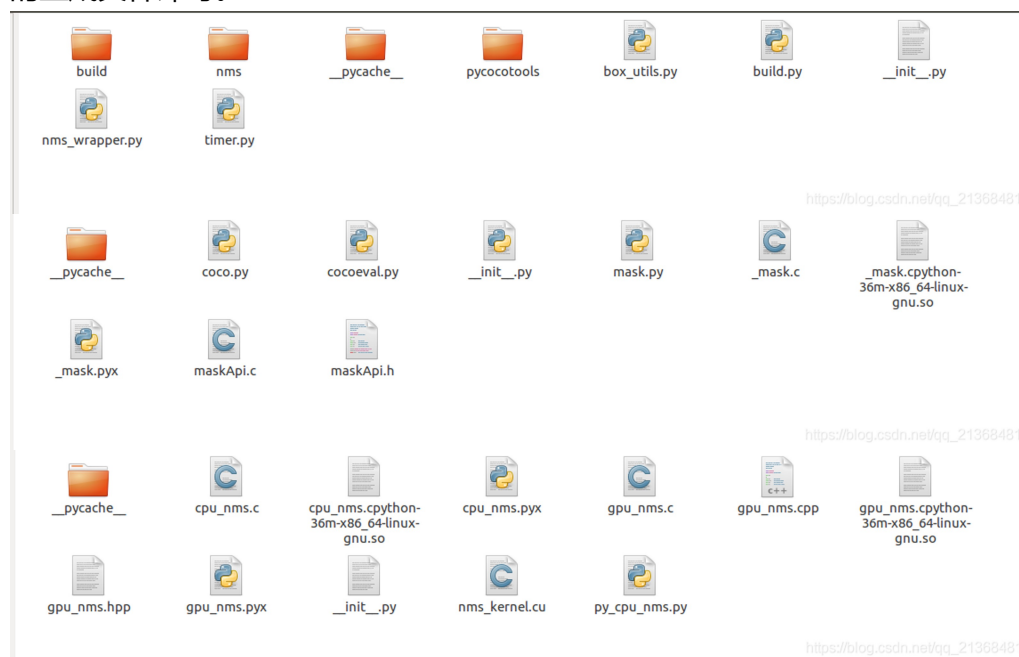 build nms __pycache__ pycocotools box_utils.py build.py __init__.py
nms_wrapper.py timer.py
https://blog.csdn.net/qq_21368481
__pycache__ coco.py cocoeval.py __init__.py mask.py _mask.c _mask.cpython-
36m-x86_64-linux-
gnu.so
_mask.pyx maskApi.c maskApi.h
https://blog.csdn.net/qq_21368481
__pycache__ cpu_nms.c cpu_nms.cpython- cpu_nms.pyx gpu_nms.c gpu_nms.cpp gpu_nms.cpython-
36m-x86_64-linux- 36m-x86_64-linux-
gnu.so gnu.so
C++
gpu_nms.hpp gpu_nms.pyx __init__.py nms_kernel.cu py_cpu_nms.py
https://blog.csdn.net/qq_21368481